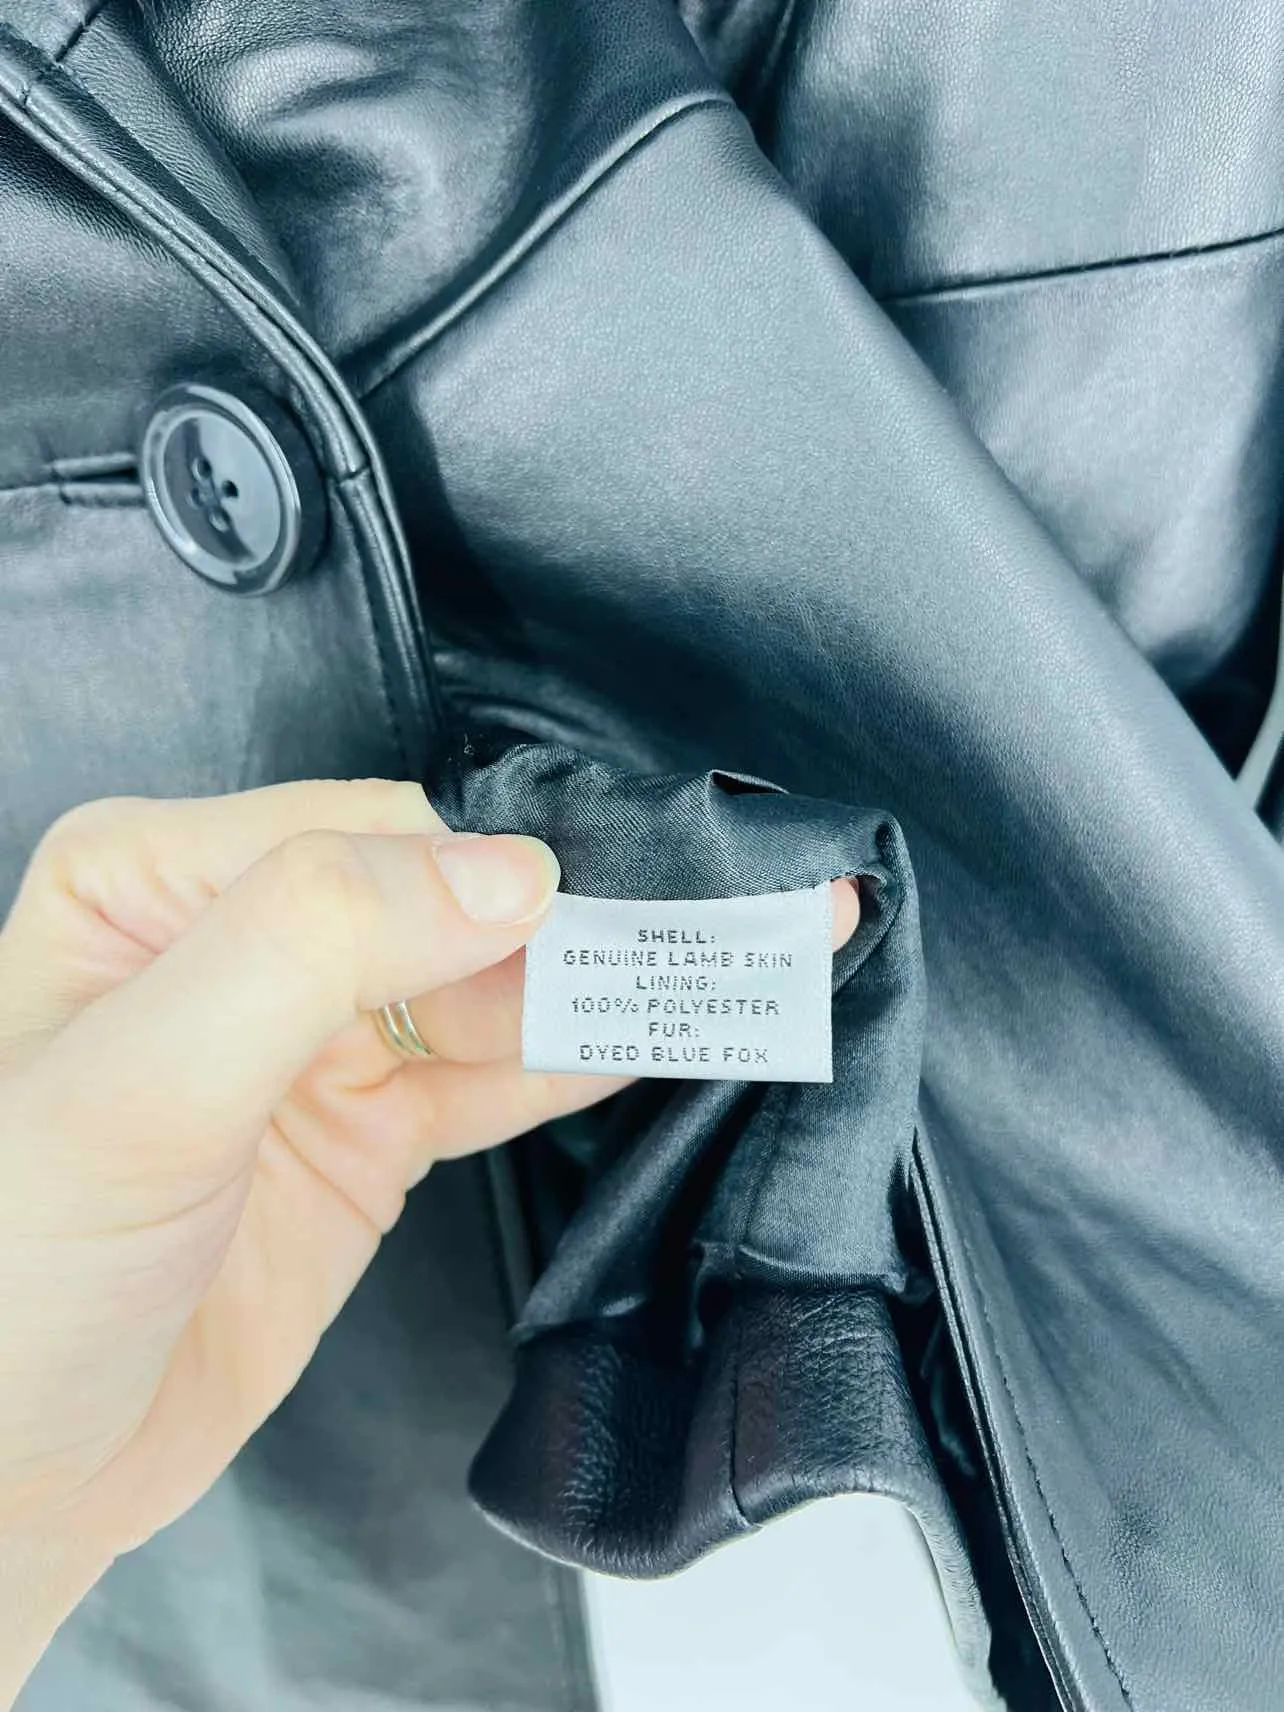 SHELL:
GENUINE LAMB SKIN
LINING:
100% POLYESTER
FUR:
DYED BLUE FOX